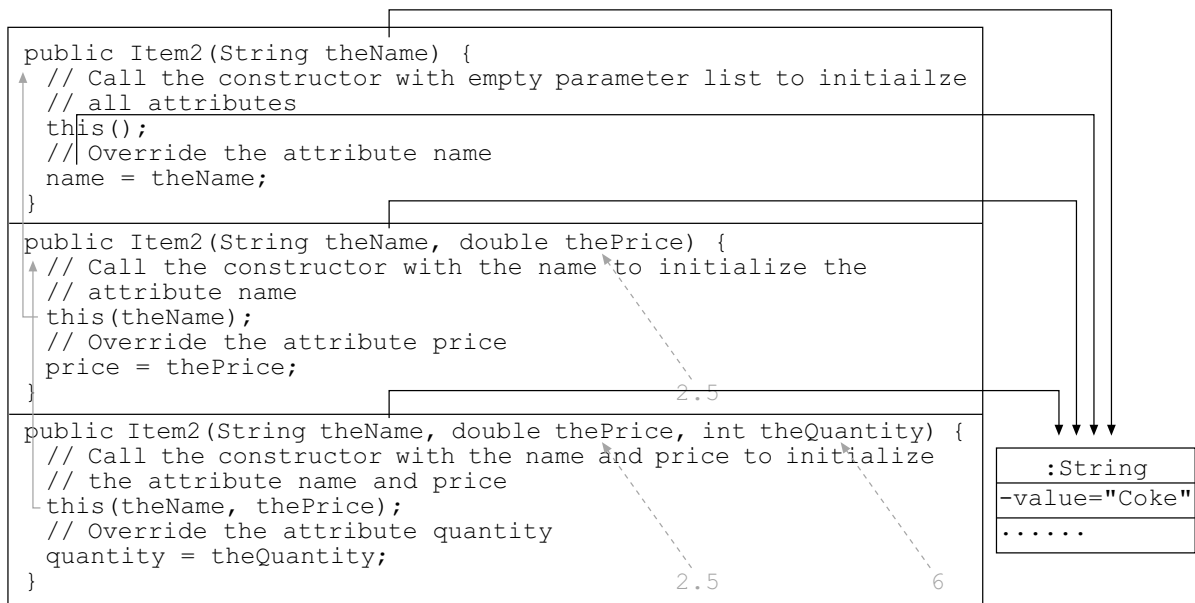 public Item2(String theName) {
// Call the constructor with empty parameter list to initiailze
// all attributes
this();
// Override the attribute name
name = theName;
}
public Item2(String theName, double thePrice) {
// Call the constructor with the name to initialize the
// attribute name
this(theName);
// Override the attribute price
price = thePrice;
}
2.5
public Item2(String theName, double thePrice, int theQuantity) {
// Call the constructor with the name and price to initialize
// the attribute name and price
this(theName, thePrice);
// Override the attribute quantity
quantity = theQuantity;
}
2.5
6
:String
-value="Coke"
......